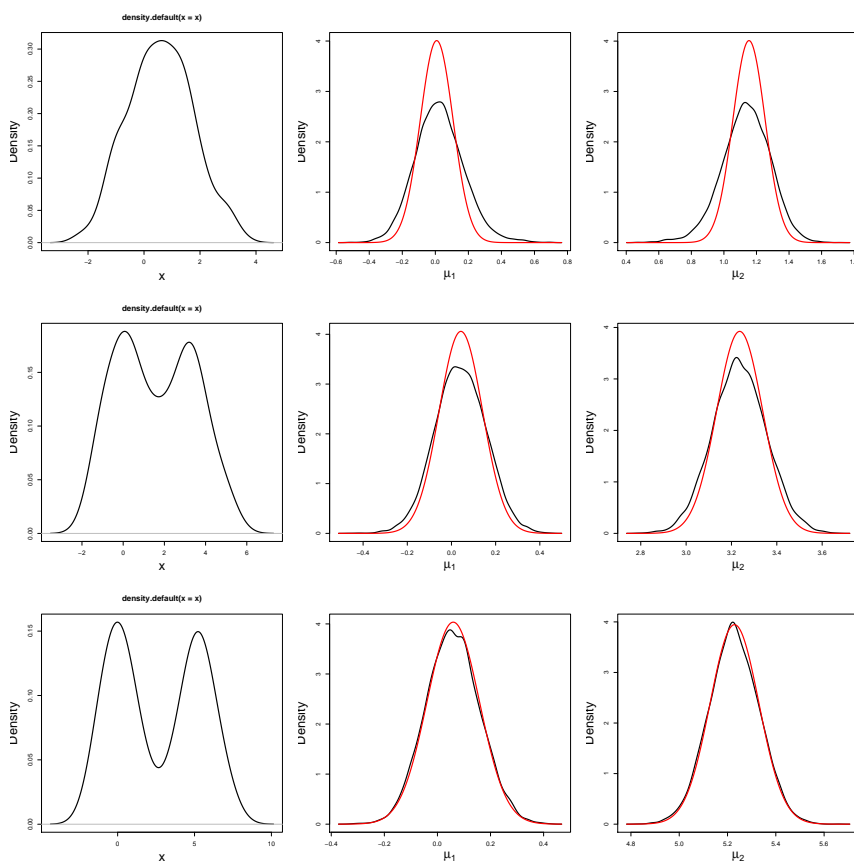 density.default(x = x)
Density
0.00 0.05 0.10 0.15 0.20 0.25 0.30
−2 0 2 4
x
Density
0 1 2 3 4
−0.6 −0.4 −0.2 0.0 0.2 0.4 0.6 0.8
μ1
Density
0 1 2 3 4
0.4 0.6 0.8 1.0 1.2 1.4 1.6 1.8
μ2
density.default(x = x)
Density
0.00 0.05 0.10 0.15
−2 0 2 4 6
x
Density
0 1 2 3 4
−0.4 −0.2 0.0 0.2 0.4
μ1
Density
0 1 2 3 4
2.8 3.0 3.2 3.4 3.6
μ2
density.default(x = x)
Density
0.00 0.05 0.10 0.15
0 5 10
x
Density
0 1 2 3 4
−0.4 −0.2 0.0 0.2 0.4
μ1
Density
0 1 2 3 4
4.8 5.0 5.2 5.4 5.6
μ2